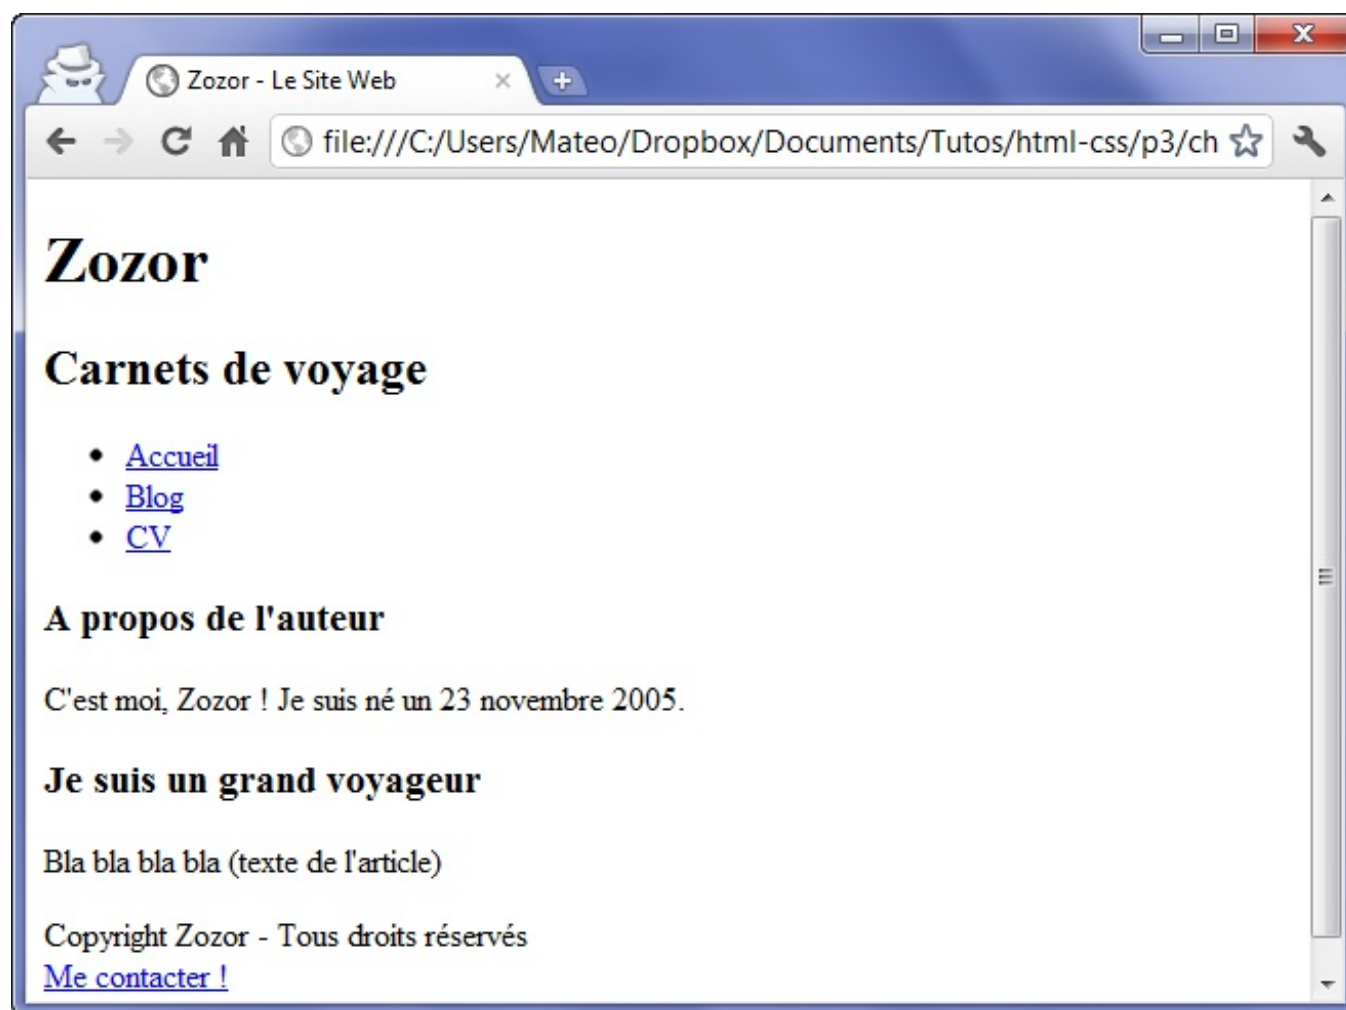 Zozor - Le Site Web
file:///C:/Users/Mateo/Dropbox/Documents/Tutos/html-css/p3/ch
Zozor
Carnets de voyage
Accueil
Blog
CV
A propos de l'auteur
C'est moi, Zozor ! Je suis né un 23 novembre 2005.
Je suis un grand voyageur
Bla bla bla bla (texte de l'article)
Copyright Zozor - Tous droits réservés
Me contacter !